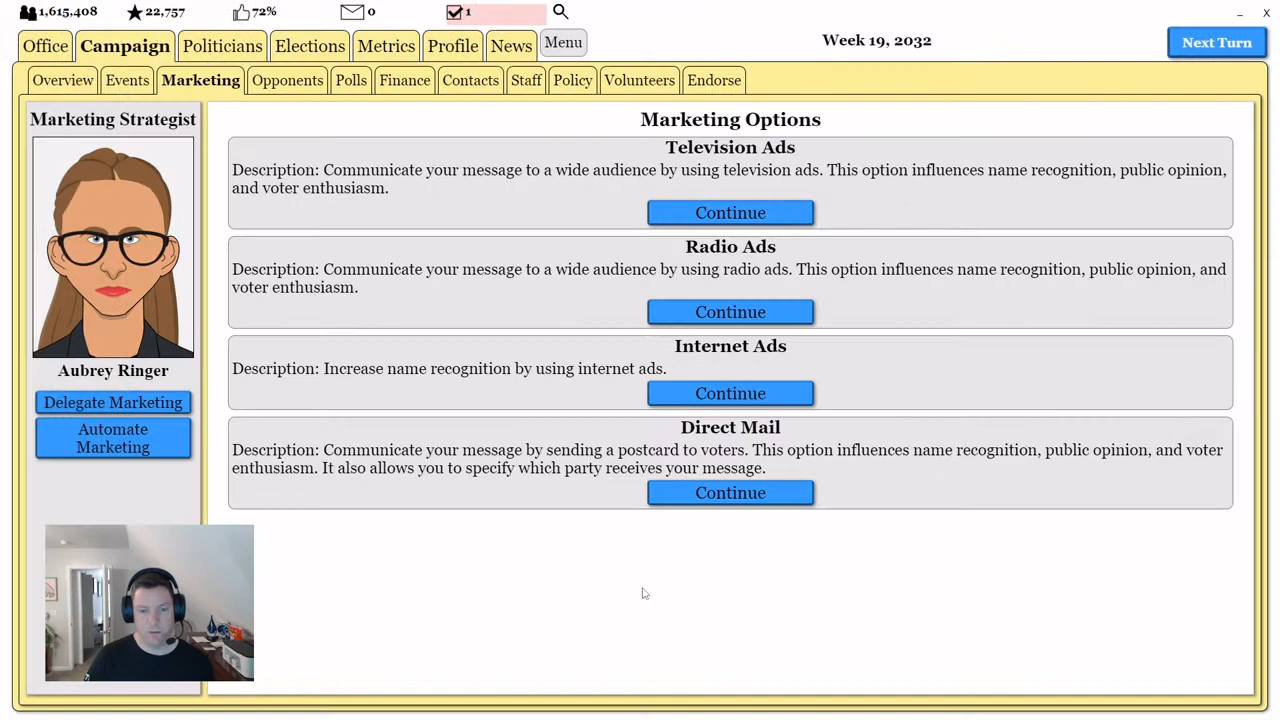 1,615,408 22,757 72% 0 1
_ X
Office Campaign Politicians Elections Metrics Profile News Menu Week 19, 2032 Next Turn
Overview Events Marketing Opponents Polls Finance Contacts Staff Policy Volunteers Endorse
Marketing Strategist
Aubrey Ringer
Delegate Marketing
Automate
Marketing
Marketing Options
Television Ads
Description: Communicate your message to a wide audience by using television ads. This option influences name recognition, public opinion,
and voter enthusiasm.
Continue
Radio Ads
Description: Communicate your message to a wide audience by using radio ads. This option influences name recognition, public opinion, and
voter enthusiasm.
Continue
Internet Ads
Description: Increase name recognition by using internet ads.
Continue
Direct Mail
Description: Communicate your message by sending a postcard to voters. This option influences name recognition, public opinion, and voter
enthusiasm. It also allows you to specify which party receives your message.
Continue